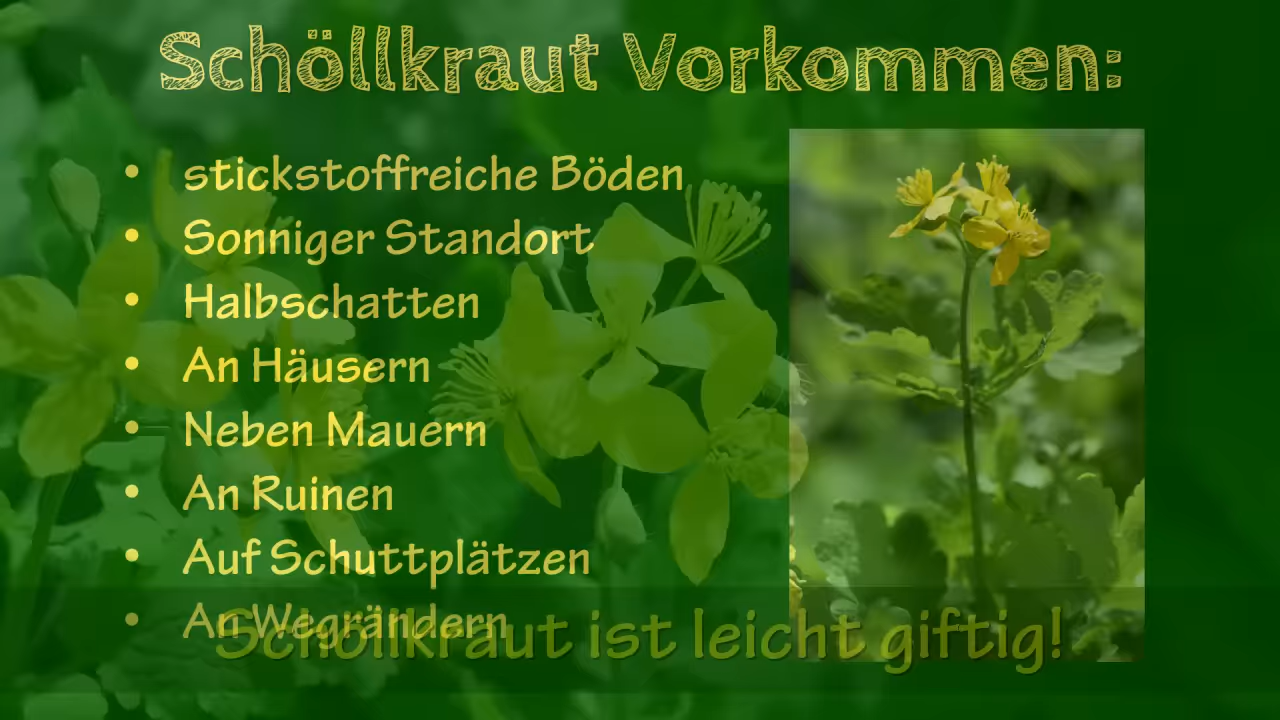 Schöllkraut Vorkommen:
• stickstoffreiche Böden
• Sonniger Standort
• Halbschatten
• An Häusern
• Neben Mauern
• An Ruinen
• Auf Schuttplätzen
• An Wegrändern
Schöllkraut ist leicht giftig!